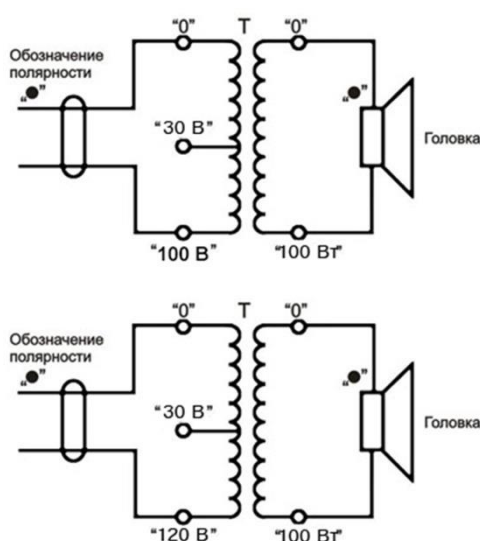 “0” Т “0”
Обозначение
полярности
“●” “●”
“30 В”
Головка
“100 В” “100 Вт”
“0” Т “0”
Обозначение
полярности
“●” “●”
“30 В”
Головка
“120 В” “100 Вт”